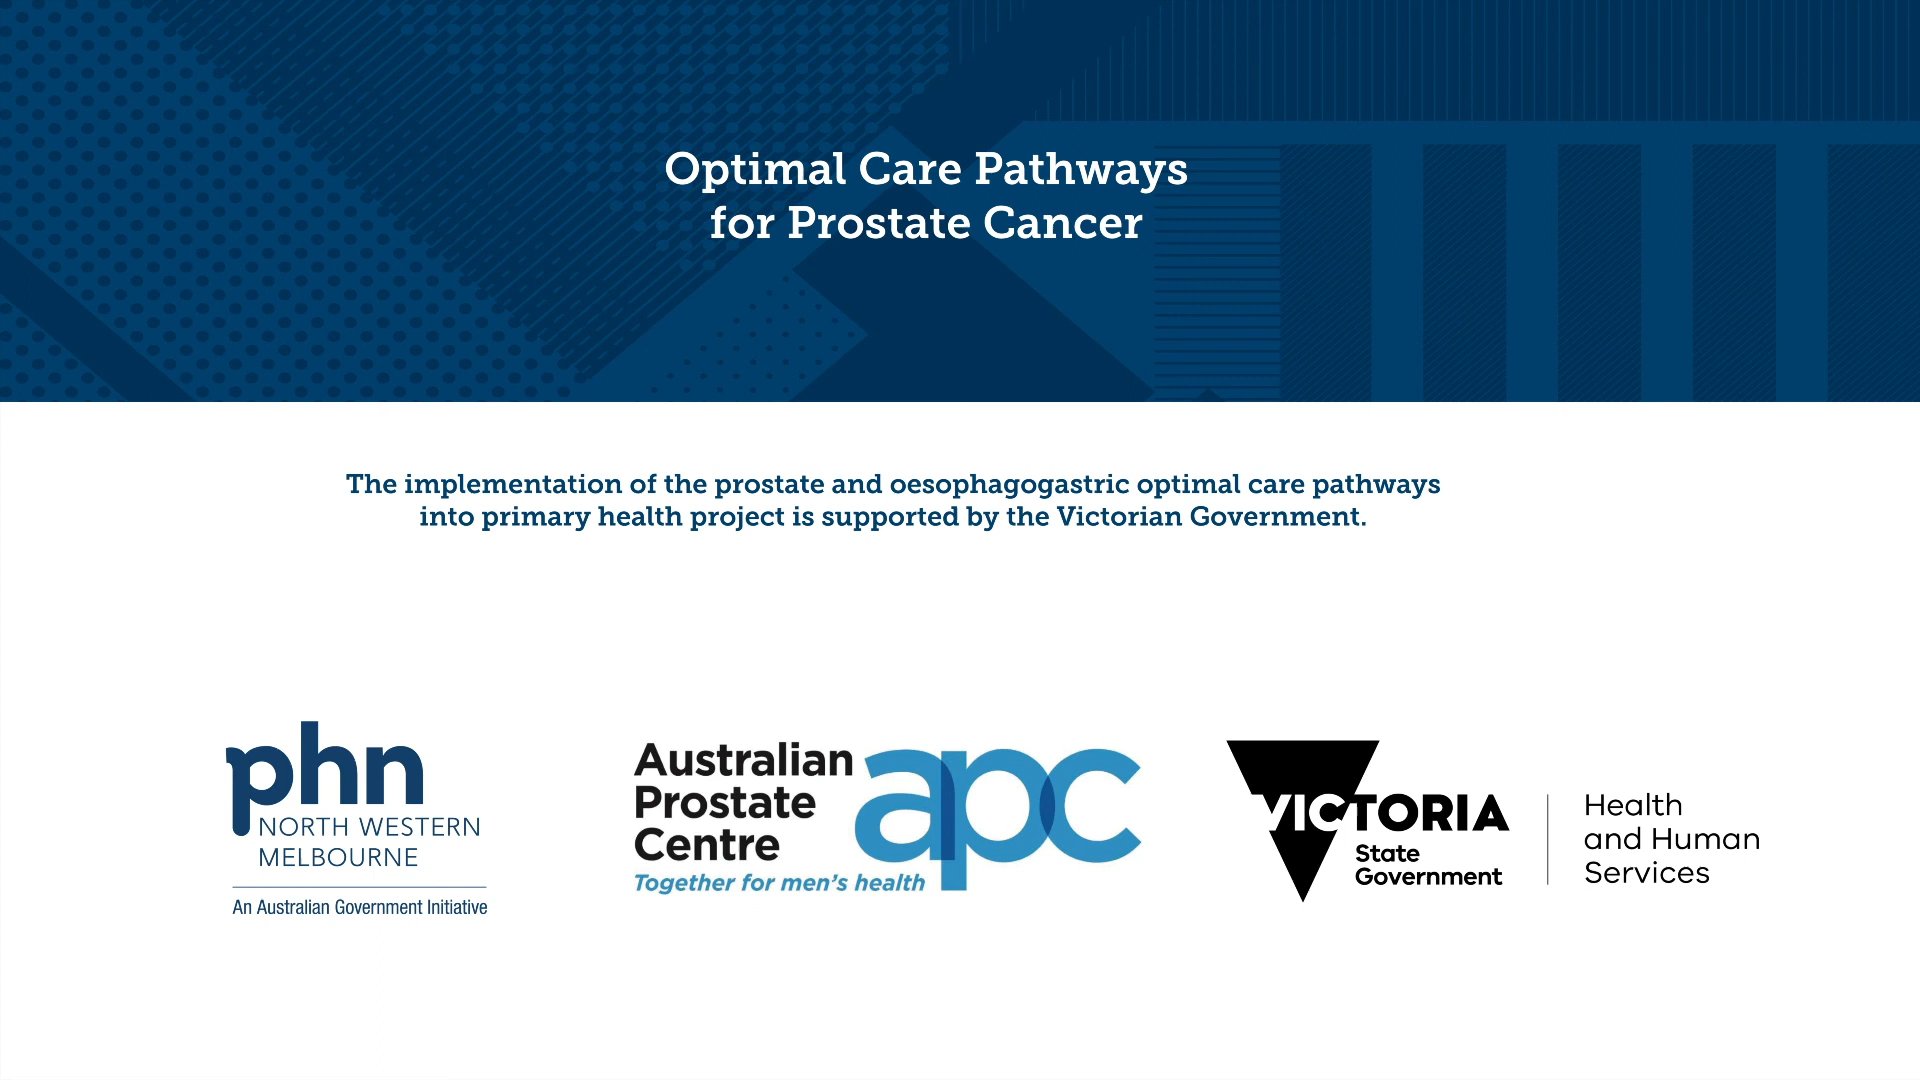 Optimal Care Pathways
for Prostate Cancer
The implementation of the prostate and oesophagogastric optimal care pathways
into primary health project is supported by the Victorian Government.
phn
NORTH WESTERN
MELBOURNE
An Australian Government Initiative
Australian
Prostate
Centre
Together for men's health
apc
VICTORIA
State
Government
Health
and Human
Services